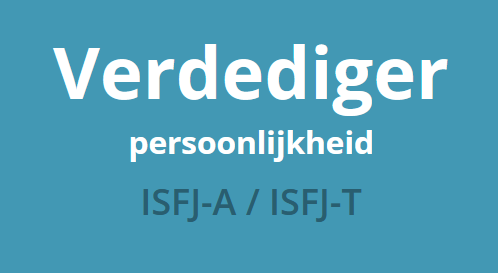 Verdediger
persoonlijkheid
ISFJ-A / ISFJ-T